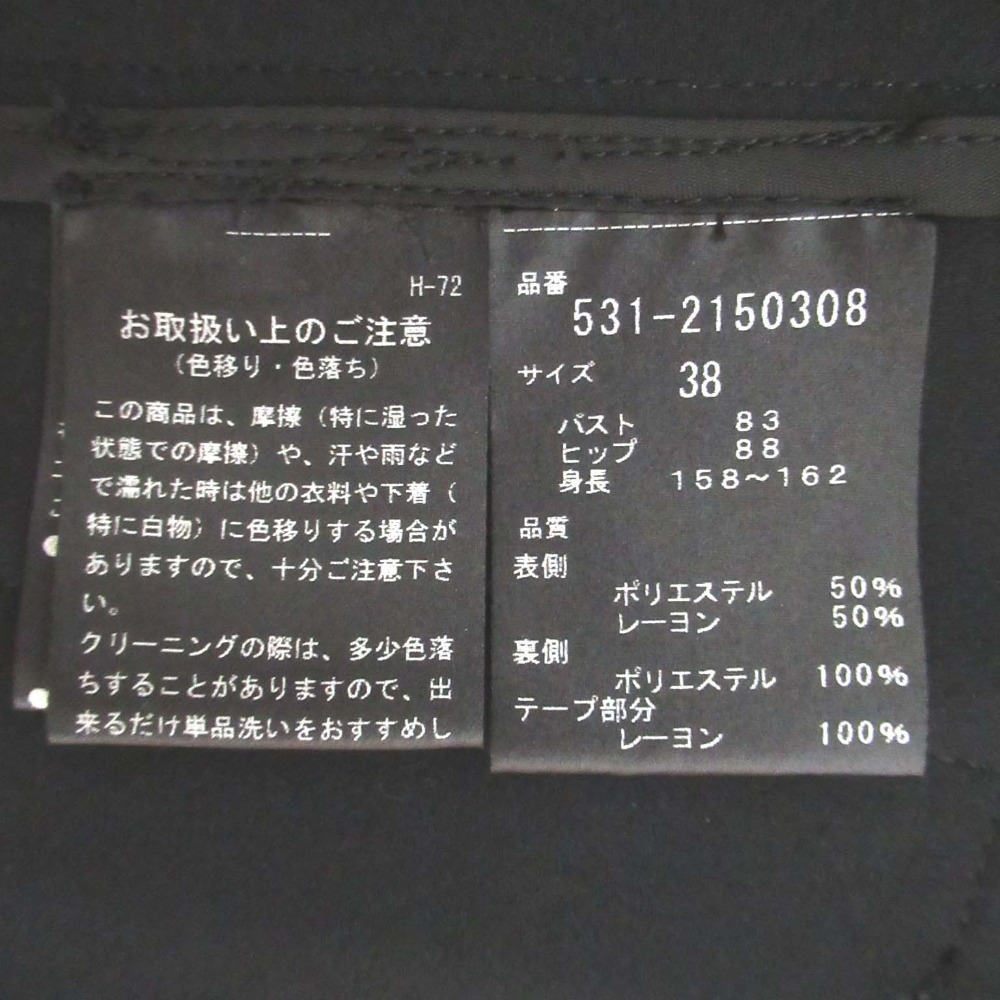 H-72
お取扱い上のご注意
(色移り・色落ち)
この商品は、摩擦(特に湿った
状態での摩擦)や、汗や雨など
で濡れた時は他の衣料や下着(
特に白物)に色移りする場合が
ありますので、十分ご注意下さ
い。
クリーニングの際は、多少色落
ちすることがありますので、出
来るだけ単品洗いをおすすめし
品番
531-2150308
サイズ 38
バスト 83
ヒップ 88
身長 158〜162
品質
表側
ポリエステル 50%
レーヨン 50%
裏側
ポリエステル 100%
テープ部分
レーヨン 100%